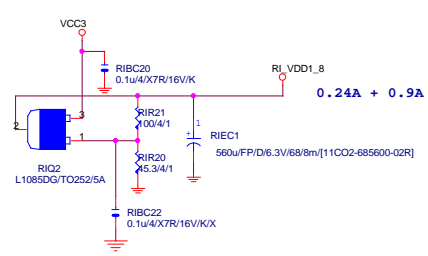 VCC3
RIBC20
0.1u/4/X7R/16V/K
RI_VDD1_8
0.24A + 0.9A
3
2
1
RIR21
100/4/1
1
+
RIEC1
560u/FP/D/6.3V/68/8m/[11CO2-685600-02R]
RIQ2
L1085DG/TO252/5A
RIR20
45.3/4/1
RIBC22
0.1u/4/X7R/16V/K/X